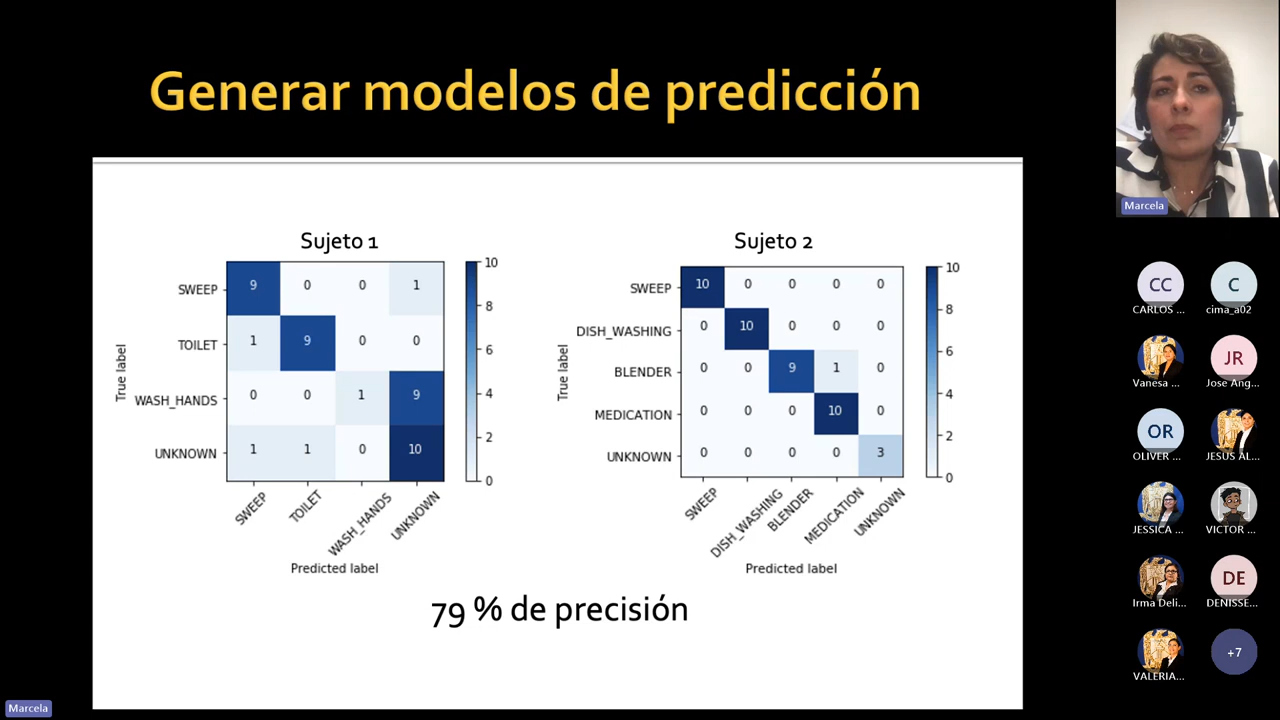 Generar modelos de predicción
Sujeto 1
10
8
6
4
2
0
True label
SWEEP 9 0 0 1
TOILET 1 9 0 0
WASH_HANDS 0 0 1 9
UNKNOWN 1 1 0 10
SWEEP TOILET WASH_HANDS UNKNOWN
Predicted label
Sujeto 2
10
8
6
4
2
0
True label
SWEEP 10 0 0 0 0
DISH_WASHING 0 10 0 0 0
BLENDER 0 0 9 1 0
MEDICATION 0 0 0 10 0
UNKNOWN 0 0 0 0 3
SWEEP DISH_WASHING BLENDER MEDICATION UNKNOWN
Predicted label
79 % de precisión
Marcela
Marcela
CC C
CARLOS ... cima_a02
JR
Vanesa ... Jose Ang...
OR
OLIVER ... JESUS AL...
JESSICA ... VICTOR ...
DE
Irma Deli... DENISSE...
+7
VALERIA...